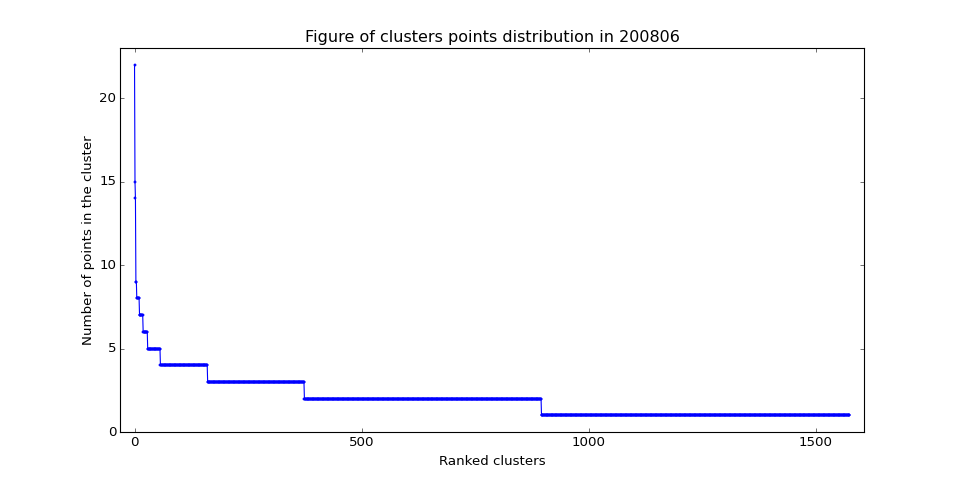 Figure of clusters points distribution in 200806
20
15
10
5
0
Number of points in the cluster
0 500 1000 1500
Ranked clusters